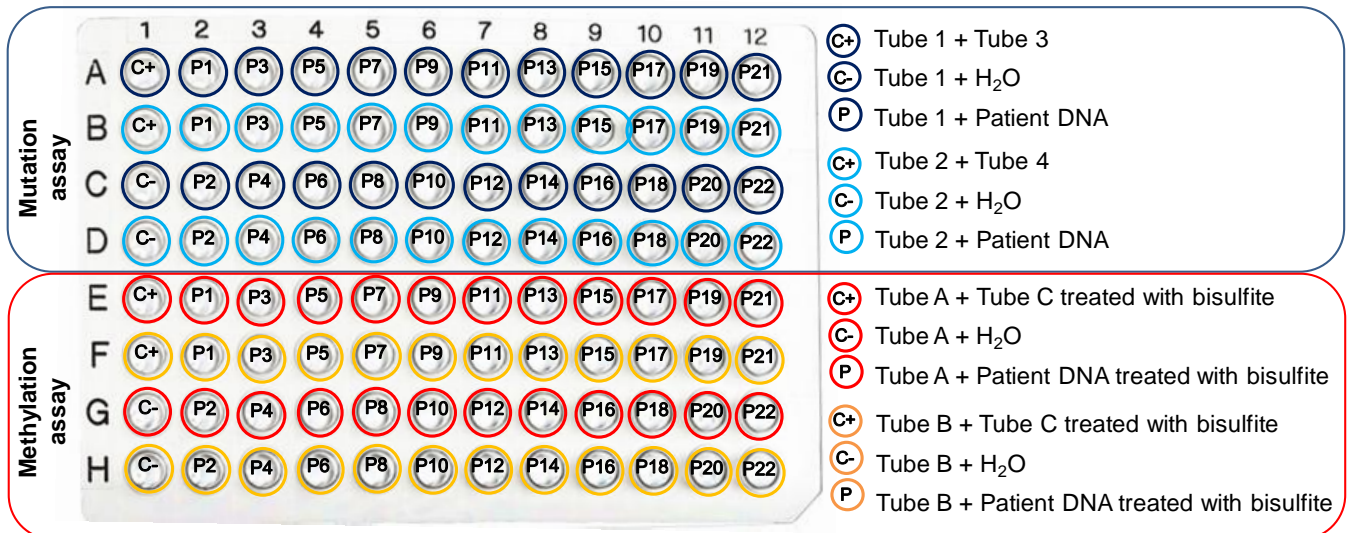 1 2 3 4 5 6 7 8 9 10 11 12
A C+ P1 P3 P5 P7 P9 P11 P13 P15 P17 P19 P21
B C+ P1 P3 P5 P7 P9 P11 P13 P15 P17 P19 P21
C C- P2 P4 P6 P8 P10 P12 P14 P16 P18 P20 P22
D C- P2 P4 P6 P8 P10 P12 P14 P16 P18 P20 P22
E C+ P1 P3 P5 P7 P9 P11 P13 P15 P17 P19 P21
F C+ P1 P3 P5 P7 P9 P11 P13 P15 P17 P19 P21
G C- P2 P4 P6 P8 P10 P12 P14 P16 P18 P20 P22
H C- P2 P4 P6 P8 P10 P12 P14 P16 P18 P20 P22
Mutation
assay
Methylation
assay
C+ Tube 1 + Tube 3
C- Tube 1 + H₂O
P Tube 1 + Patient DNA
C+ Tube 2 + Tube 4
C- Tube 2 + H₂O
P Tube 2 + Patient DNA
C+ Tube A + Tube C treated with bisulfite
C- Tube A + H₂O
P Tube A + Patient DNA treated with bisulfite
C+ Tube B + Tube C treated with bisulfite
C- Tube B + H₂O
P Tube B + Patient DNA treated with bisulfite